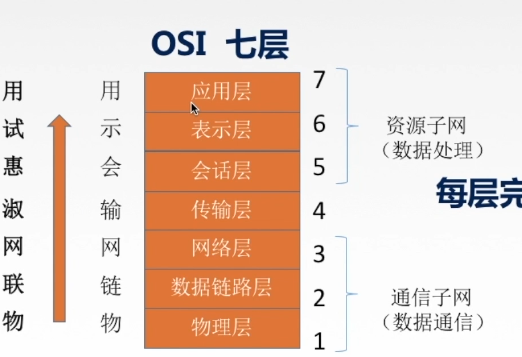 OSI 七层
用 用 应用层 7
试 示 表示层 6
惠 会 会话层 5
淑 输 传输层 4
网 网 网络层 3
联 链 数据链路层 2
物 物 物理层 1
资源子网
（数据处理）
每层完
通信子网
（数据通信）